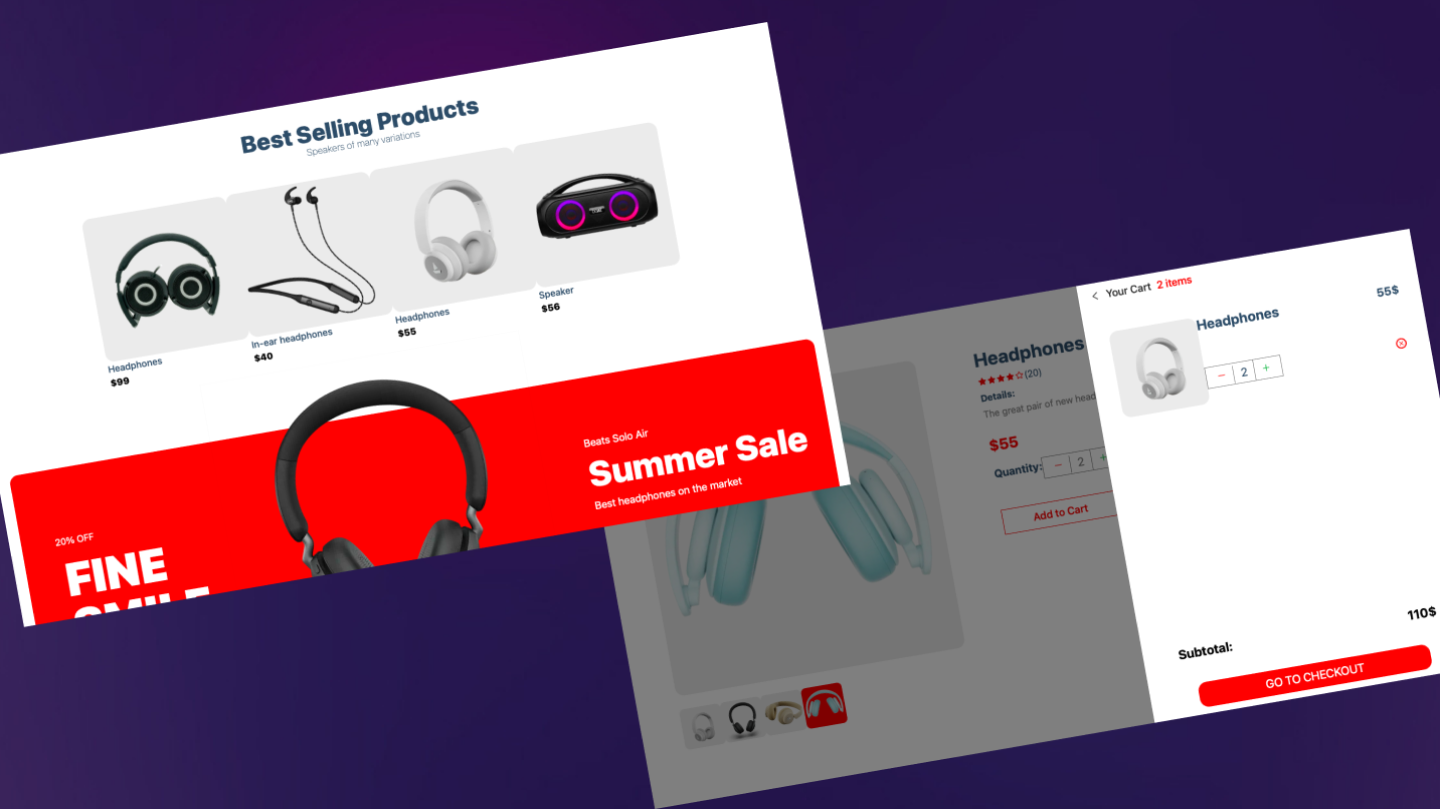 Best Selling Products
Speakers of many variations
Headphones
$99
In-ear headphones
$40
Headphones
$55
Speaker
$56
20% OFF
FINE
SMILE
Beats Solo Air
Summer Sale
Best headphones on the market
Headphones
(20)
Details:
The great pair of new head
$55
Quantity: − 2 +
Add to Cart
< Your Cart 2 items
Headphones
55$
− 2 +
Subtotal:
110$
GO TO CHECKOUT